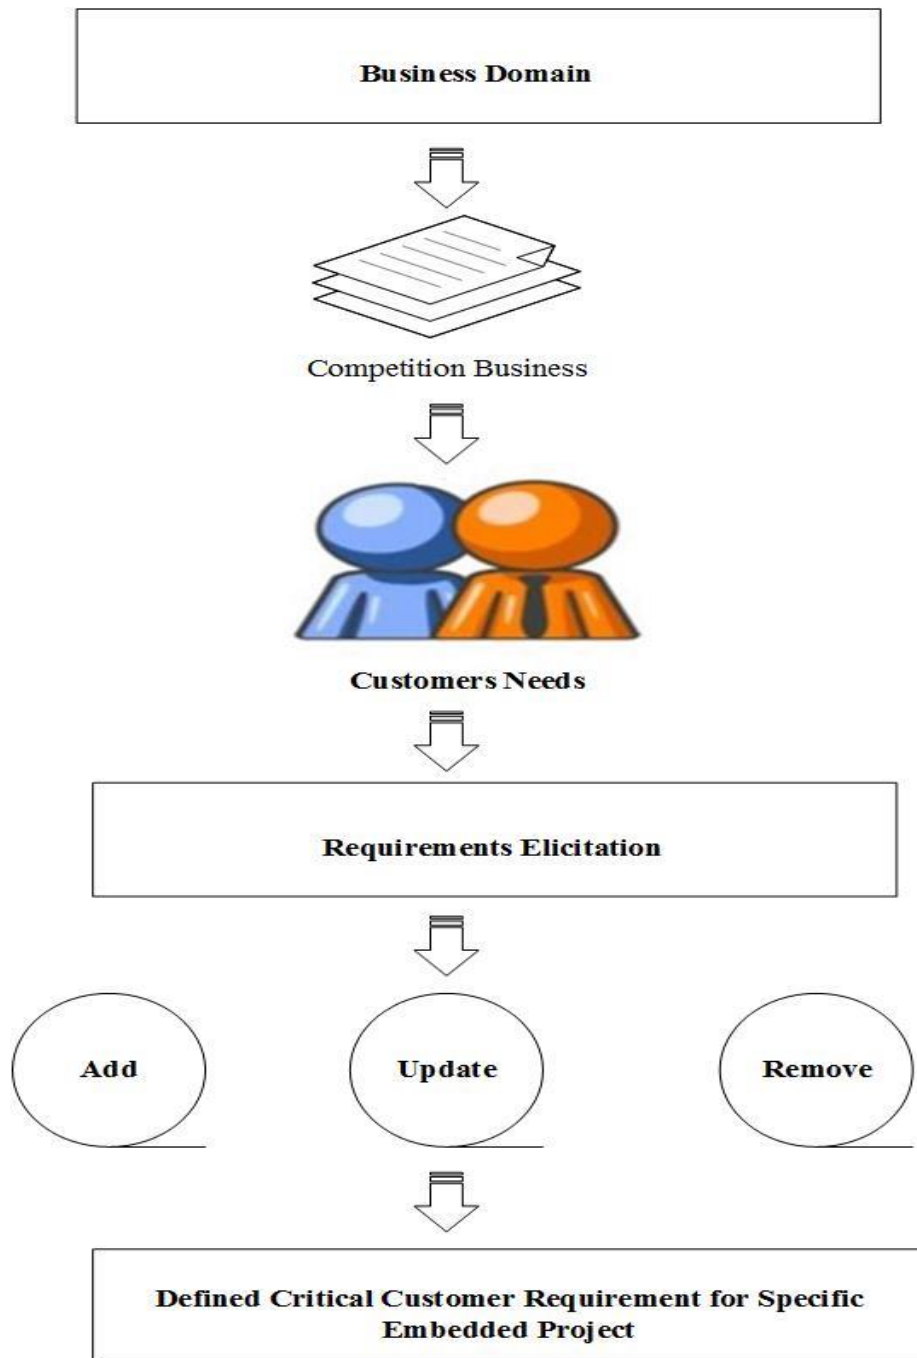 Business Domain
Competition Business
Customers Needs
Requirements Elicitation
Add
Update
Remove
Defined Critical Customer Requirement for Specific
Embedded Project